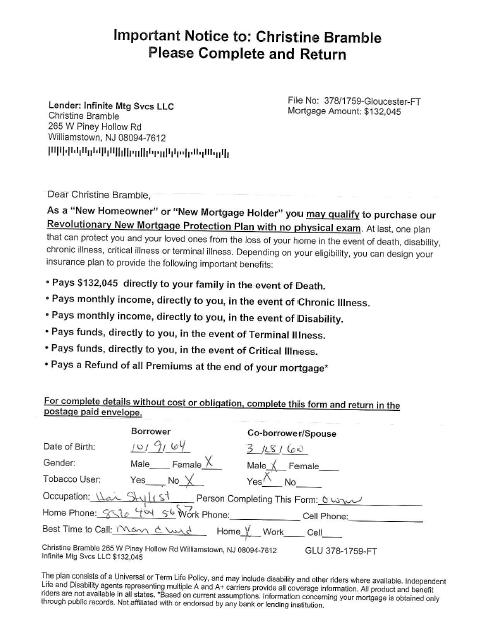 Important Notice to: Christine Bramble
Please Complete and Return
File No: 378/1759-Gloucester-FT
Mortgage Amount: $132,045
Lender: Infinite Mtg Svcs LLC
Christine Bramble
265 W Piney Hollow Rd
Williamstown, NJ 08094-7612
Dear Christine Bramble,
As a "New Homeowner" or "New Mortgage Holder" you may qualify to purchase our
Revolutionary New Mortgage Protection Plan with no physical exam. At last, one plan
that can protect you and your loved ones from the loss of your home in the event of death, disability,
chronic illness, critical illness or terminal illness. Depending on your eligibility, you can design your
insurance plan to provide the following important benefits:
• Pays $132,045 directly to your family in the event of Death.
• Pays monthly income, directly to you, in the event of Chronic Illness.
• Pays monthly income, directly to you, in the event of Disability.
• Pays funds, directly to you, in the event of Terminal Illness.
• Pays funds, directly to you, in the event of Critical Illness.
• Pays a Refund of all Premiums at the end of your mortgage*
For complete details without cost or obligation, complete this form and return in the
postage paid envelope.
Borrower Co-borrower/Spouse
Date of Birth: 10/9/64 3/28/60
Gender: Male Female X Male X Female
Tobacco User: Yes No X Yes X No
Occupation: Hair Stylist Person Completing This Form: owner
Home Phone: Work Phone: Cell Phone:
Best Time to Call: Mon Wed Home Work Cell
Christine Bramble 265 W Piney Hollow Rd Williamstown, NJ 08094-7612 GLU 378-1759-FT
Infinite Mtg Svcs LLC $132,045
The plan consists of a Universal or Term Life Policy, and may include disability and other riders where available. Independent
Life and Disability agents representing multiple A and A+ carriers provide all coverage information. All product and benefit
riders are not available in all states. *Based on current assumptions. Information concerning your mortgage is obtained only
through public records. Not affiliated with or endorsed by any bank or lending institution.